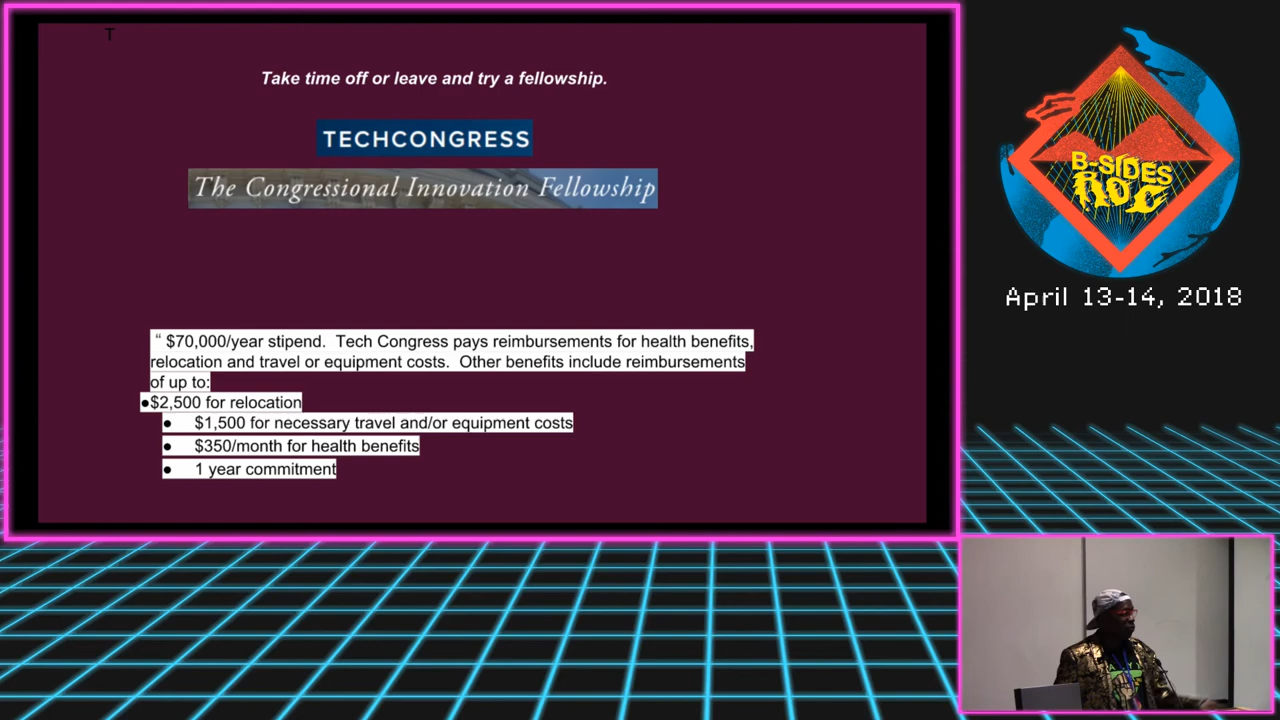 T
Take time off or leave and try a fellowship.
TECHCONGRESS
The Congressional Innovation Fellowship
“ $70,000/year stipend. Tech Congress pays reimbursements for health benefits,
relocation and travel or equipment costs. Other benefits include reimbursements
of up to:
●$2,500 for relocation
● $1,500 for necessary travel and/or equipment costs
● $350/month for health benefits
● 1 year commitment
B-SIDES
ROC
April 13-14, 2018